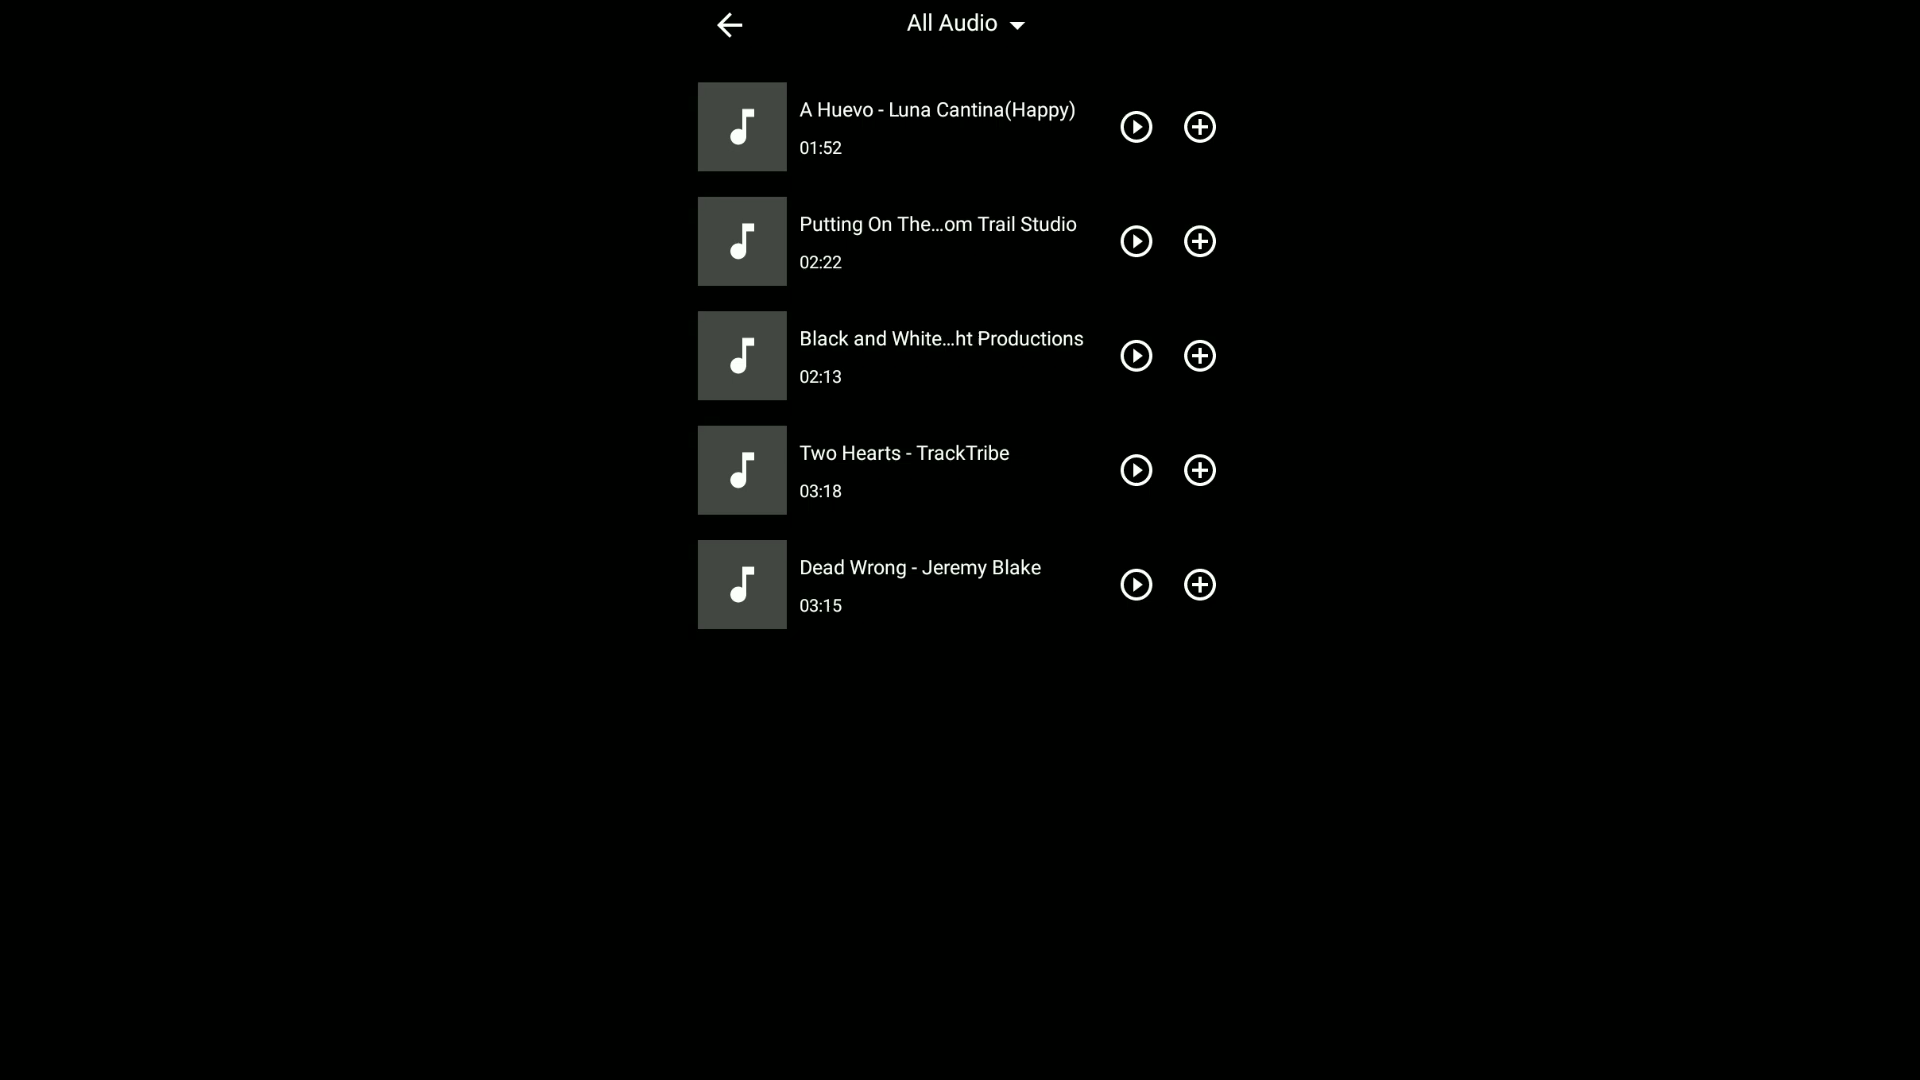 All Audio
A Huevo - Luna Cantina(Happy)
01:52
Putting On The...om Trail Studio
02:22
Black and White...ht Productions
02:13
Two Hearts - TrackTribe
03:18
Dead Wrong - Jeremy Blake
03:15